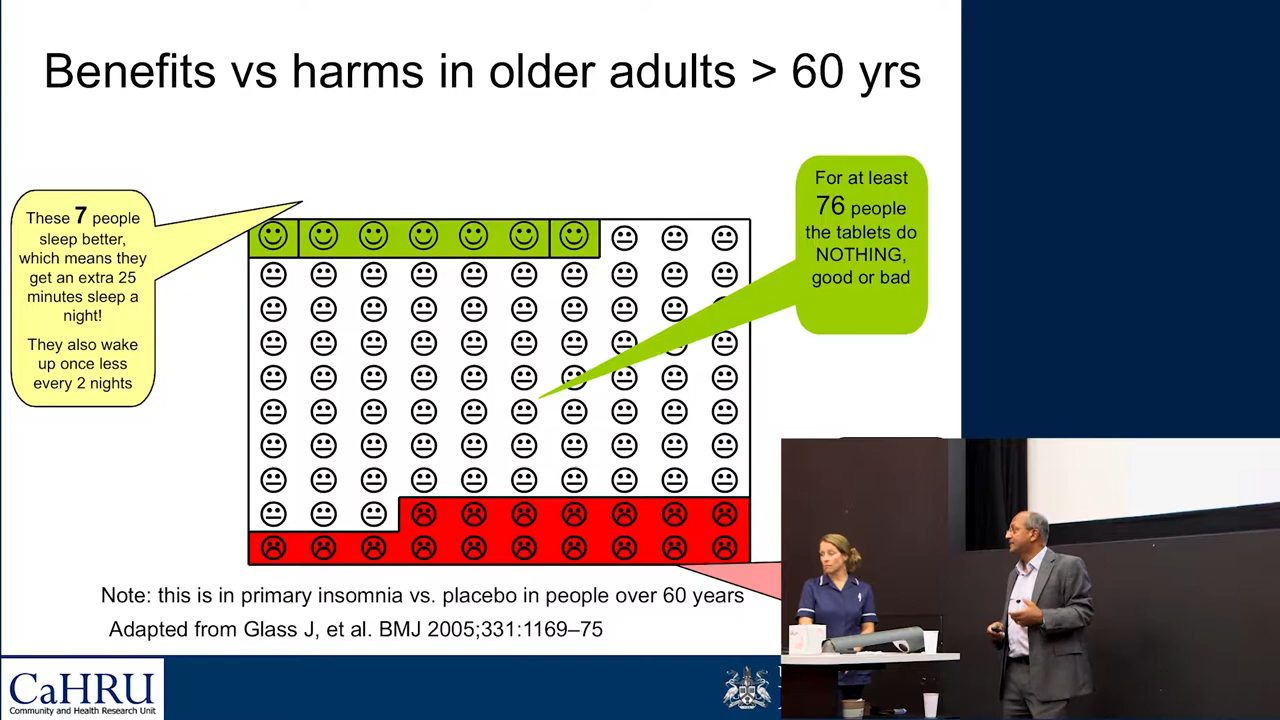 Benefits vs harms in older adults > 60 yrs
These 7 people
sleep better,
which means they
get an extra 25
minutes sleep a
night!
They also wake
up once less
every 2 nights
For at least
76 people
the tablets do
NOTHING,
good or bad
Note: this is in primary insomnia vs. placebo in people over 60 years
Adapted from Glass J, et al. BMJ 2005;331:1169–75
CaHRU
Community and Health Research Unit